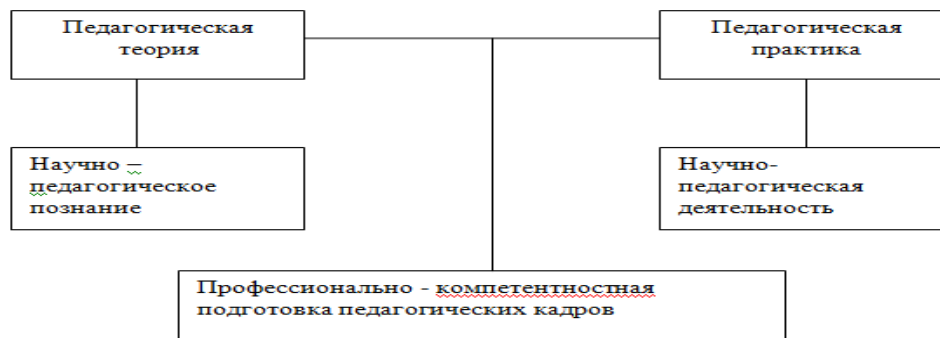 Педагогическая
теория
Педагогическая
практика
Научно –
педагогическое
познание
Научно-
педагогическая
деятельность
Профессионально - компетентностная
подготовка педагогических кадров